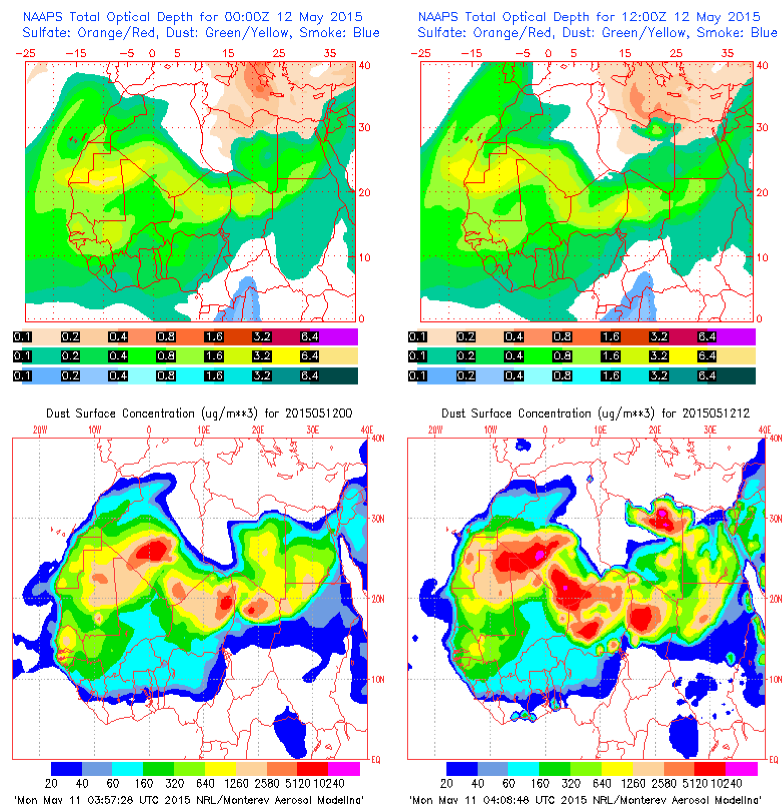 NAAPS Total Optical Depth for 00:00Z 12 May 2015
Sulfate: Orange/Red, Dust: Green/Yellow, Smoke: Blue
-25 -15 -5 5 15 25 35
40
30
20
10
0
0.1 0.2 0.4 0.8 1.6 3.2 6.4
0.1 0.2 0.4 0.8 1.6 3.2 6.4
0.1 0.2 0.4 0.8 1.6 3.2 6.4
NAAPS Total Optical Depth for 12:00Z 12 May 2015
Sulfate: Orange/Red, Dust: Green/Yellow, Smoke: Blue
-25 -15 -5 5 15 25 35
40
30
20
10
0
0.1 0.2 0.4 0.8 1.6 3.2 6.4
0.1 0.2 0.4 0.8 1.6 3.2 6.4
0.1 0.2 0.4 0.8 1.6 3.2 6.4
Dust Surface Concentration (ug/m**3) for 2015051200
20W 10W 0 10E 20E 30E 40E
40N
30N
20N
10N
EQ
20 40 60 160 320 640 1260 2580 5120 10240
'Mon May 11 03:57:28 UTC 2015 NRL/Monterey Aerosol Modeling'
Dust Surface Concentration (ug/m**3) for 2015051212
20W 10W 0 10E 20E 30E 40E
40N
30N
20N
10N
EQ
20 40 60 160 320 640 1260 2580 5120 10240
'Mon May 11 04:08:48 UTC 2015 NRL/Monterey Aerosol Modeling'